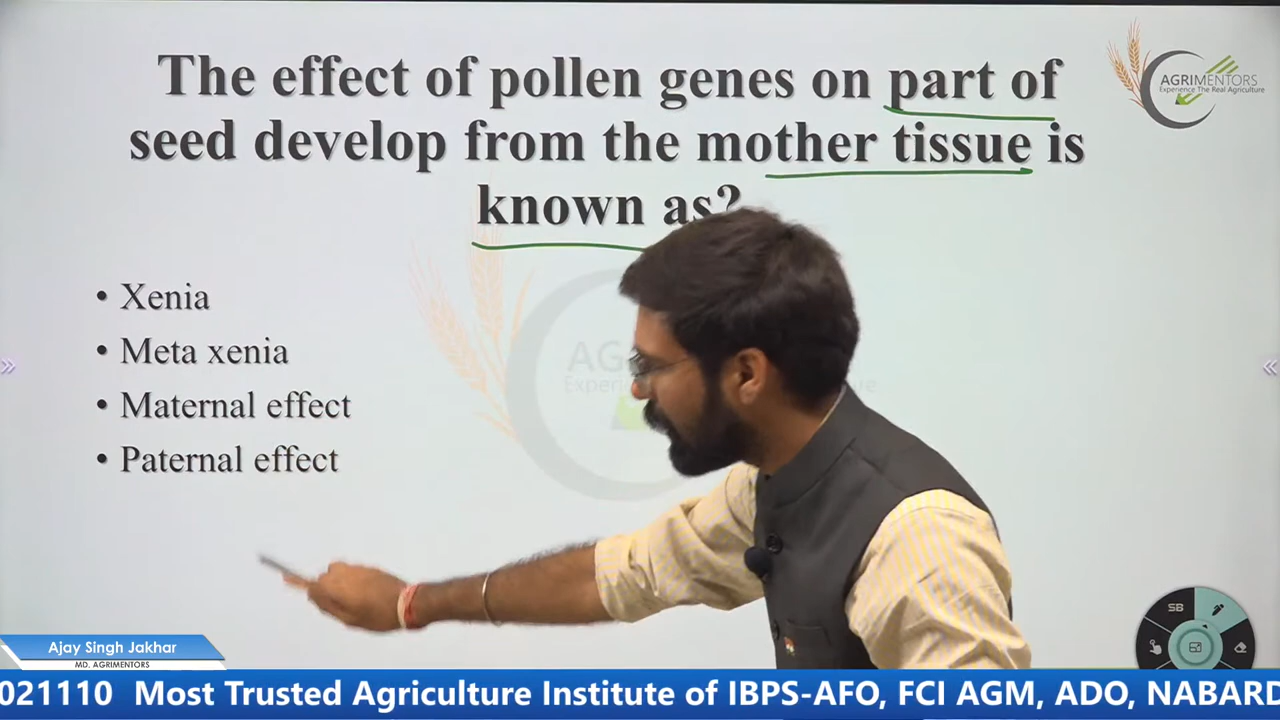 The effect of pollen genes on part of
seed develop from the mother tissue is
known as?
AGRIMENTORS
Experience The Real Agriculture
• Xenia
• Meta xenia
• Maternal effect
• Paternal effect
SB
Ajay Singh Jakhar
MD. AGRIMENTORS
021110 Most Trusted Agriculture Institute of IBPS-AFO, FCI AGM, ADO, NABARD